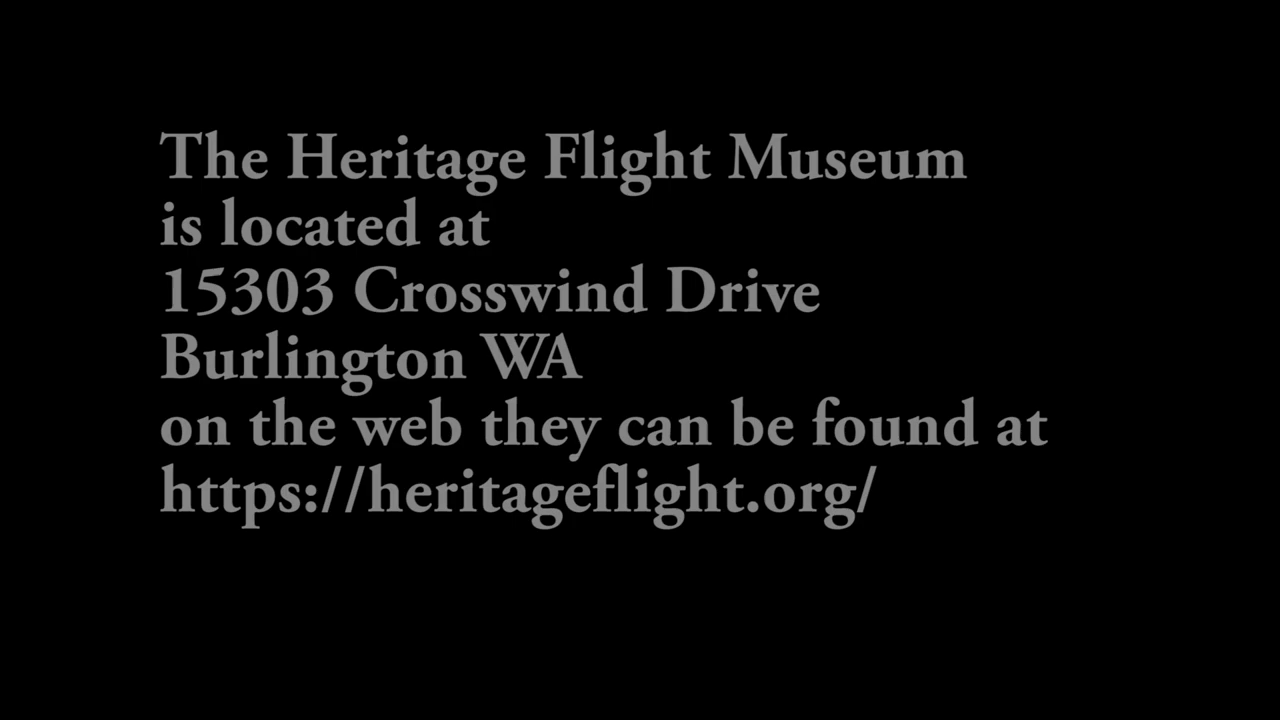 The Heritage Flight Museum
is located at
15303 Crosswind Drive
Burlington WA
on the web they can be found at
https://heritageflight.org/